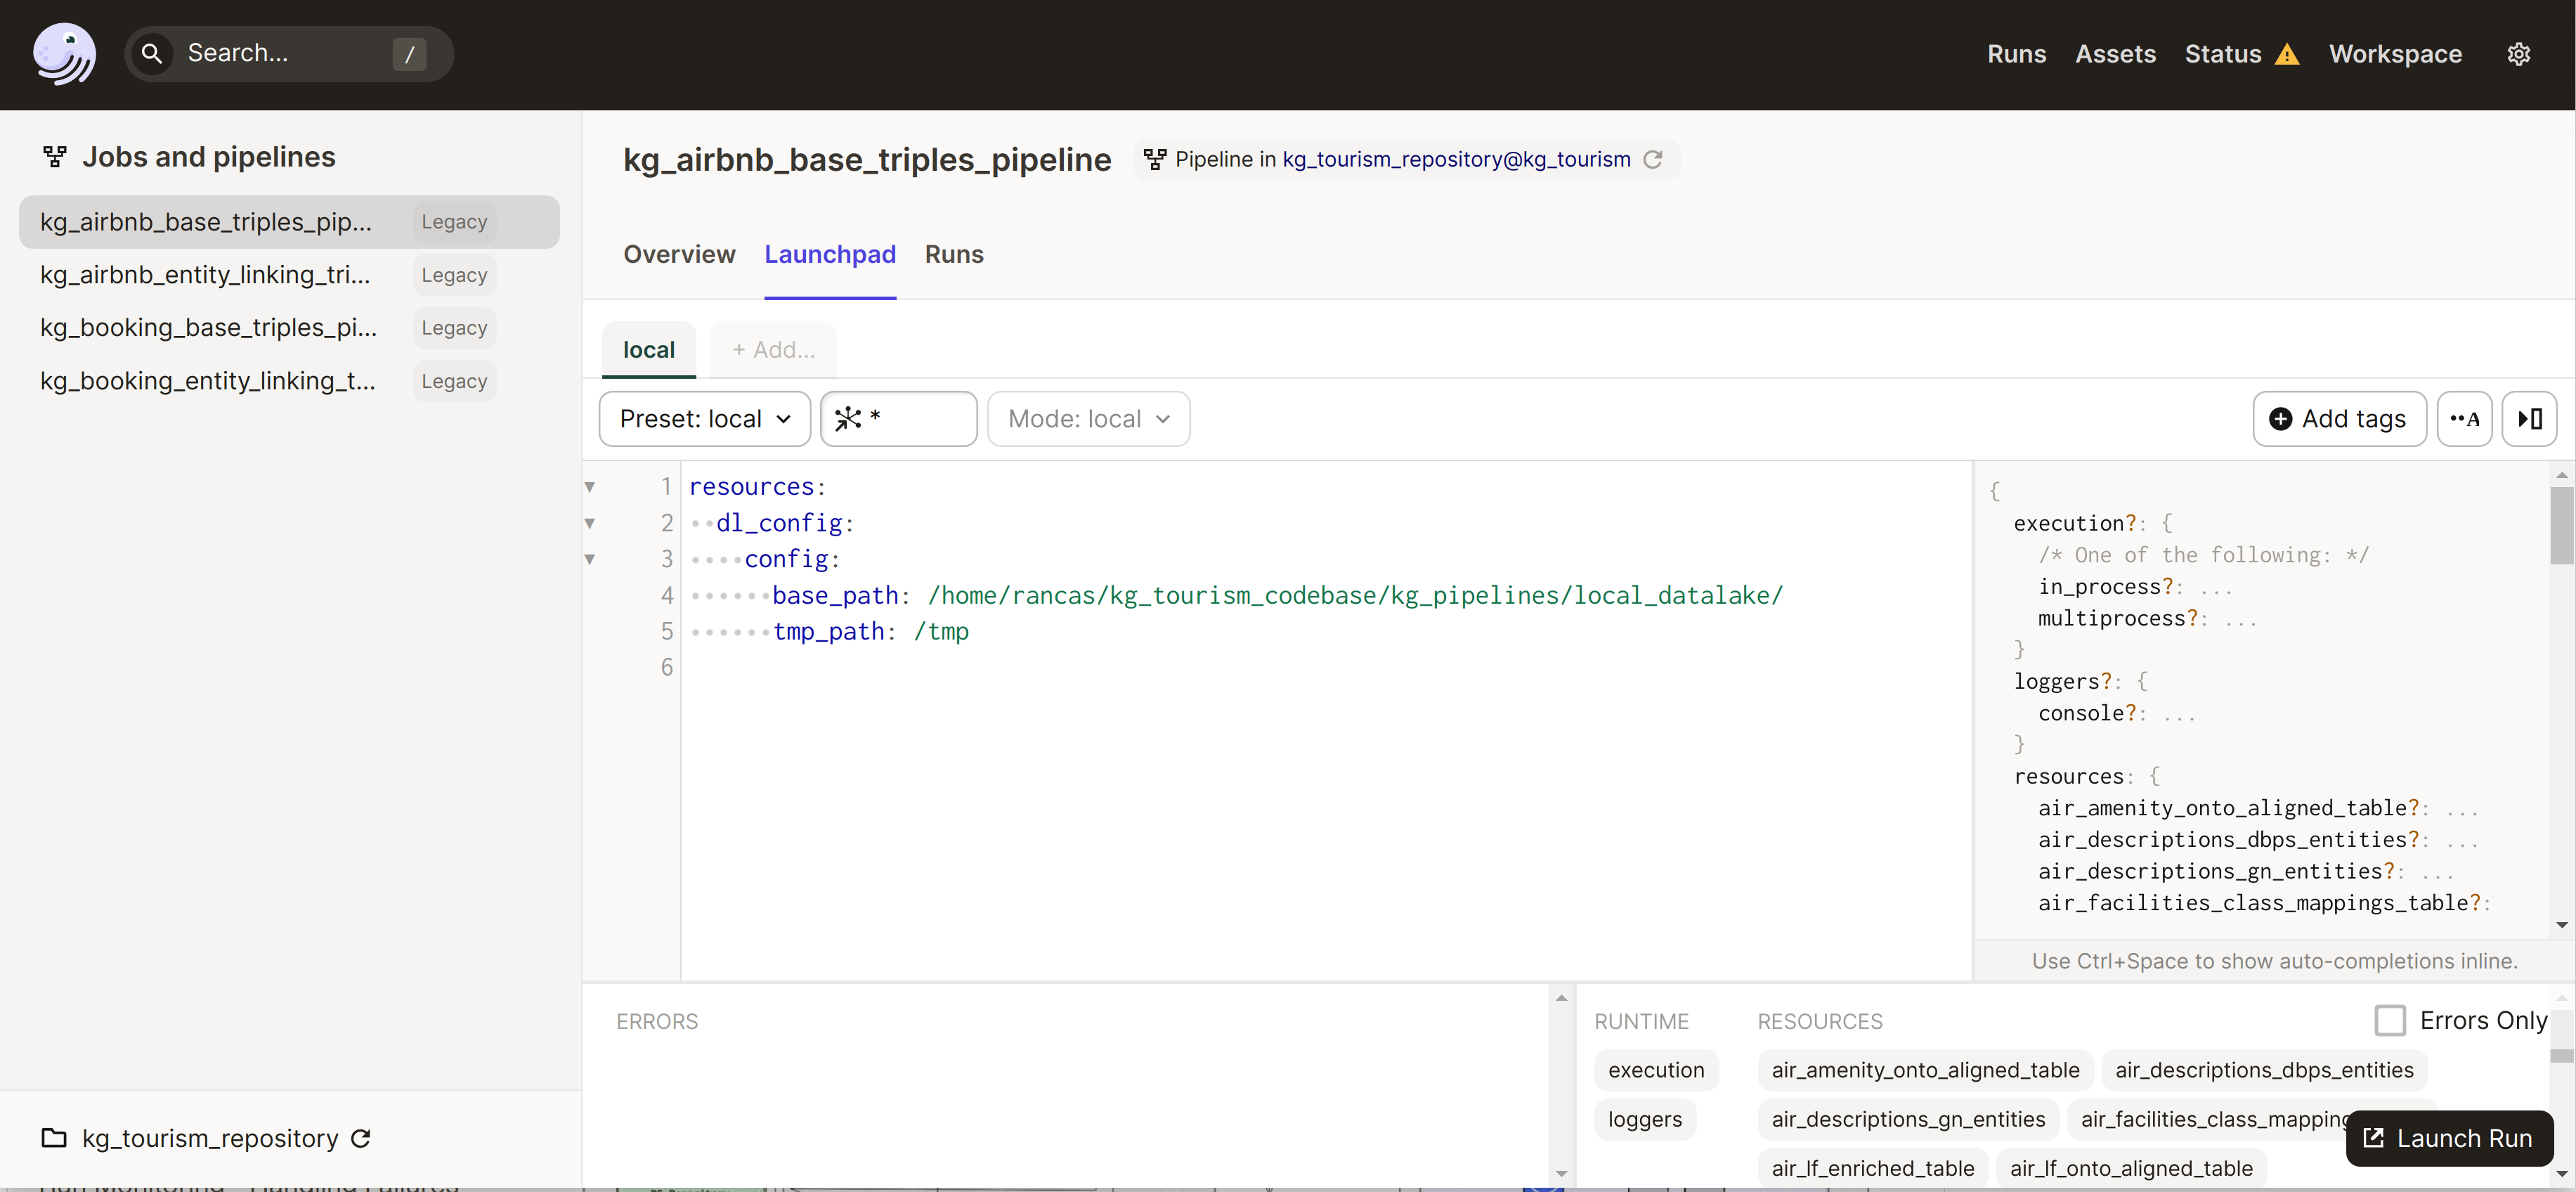 Search... /
Runs Assets Status Workspace
Jobs and pipelines
kg_airbnb_base_triples_pip... Legacy
kg_airbnb_entity_linking_tri... Legacy
kg_booking_base_triples_pi... Legacy
kg_booking_entity_linking_t... Legacy
kg_tourism_repository
kg_airbnb_base_triples_pipeline Pipeline in kg_tourism_repository@kg_tourism
Overview Launchpad Runs
local + Add...
Preset: local * Mode: local Add tags ··A
1 resources:
2 ··dl_config:
3 ····config:
4 ······base_path: /home/rancas/kg_tourism_codebase/kg_pipelines/local_datalake/
5 ······tmp_path: /tmp
6
{
execution?: {
/* One of the following: */
in_process?: ...
multiprocess?: ...
}
loggers?: {
console?: ...
}
resources: {
air_amenity_onto_aligned_table?: ...
air_descriptions_dbps_entities?: ...
air_descriptions_gn_entities?: ...
air_facilities_class_mappings_table?:
Use Ctrl+Space to show auto-completions inline.
ERRORS
RUNTIME RESOURCES Errors Only
execution air_amenity_onto_aligned_table air_descriptions_dbps_entities
loggers air_descriptions_gn_entities air_facilities_class_mapping
air_lf_enriched_table air_lf_onto_aligned_table
Launch Run